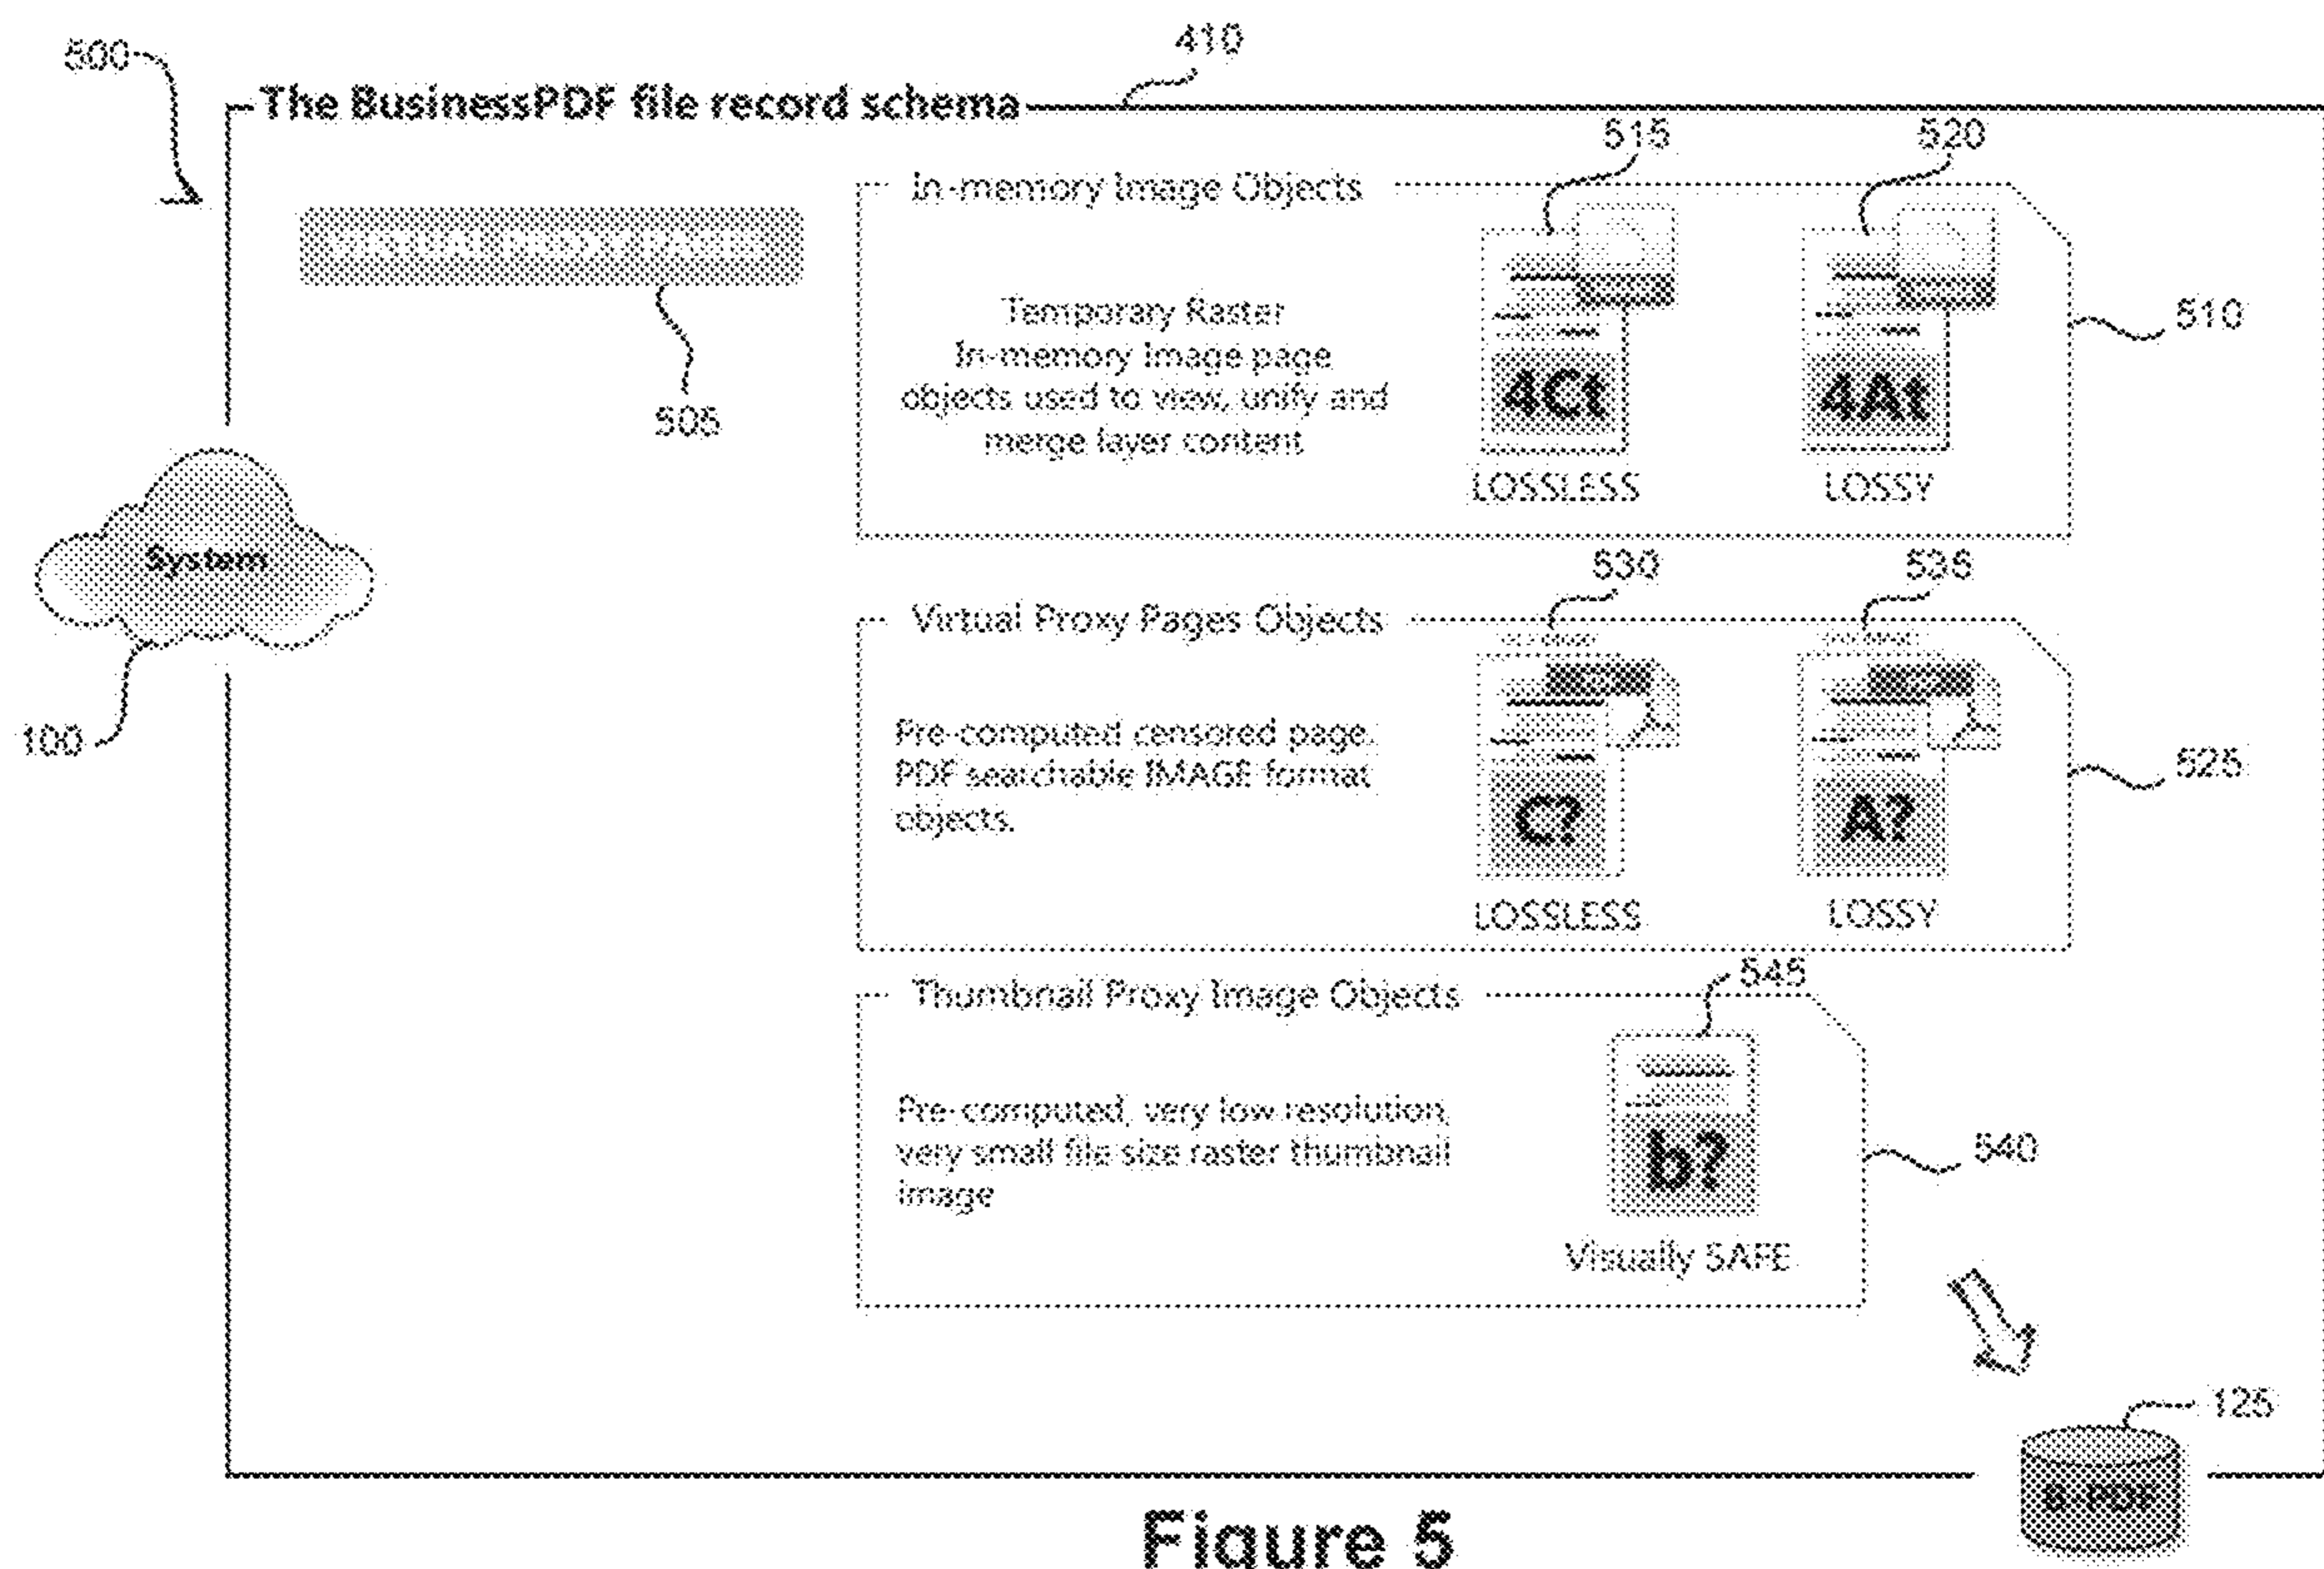 500
410
The BusinessPDF file record schema
515
520
In-memory Image Objects
VIRTUAL PROXY PAGES
510
Temporary Raster
In-memory Image page
objects used to view, unify and
merge layer content
4Ct
4At
505
LOSSLESS
LOSSY
System
530
535
Virtual Proxy Pages Objects
100
Pre-computed censored page.
PDF searchable IMAGE format
objects.
525
C?
A?
LOSSLESS
LOSSY
545
Thumbnail Proxy Image Objects
Pre-computed, very low resolution,
very small file size raster thumbnail
image
b?
540
Visually SAFE
125
B-PDF
Figure 5